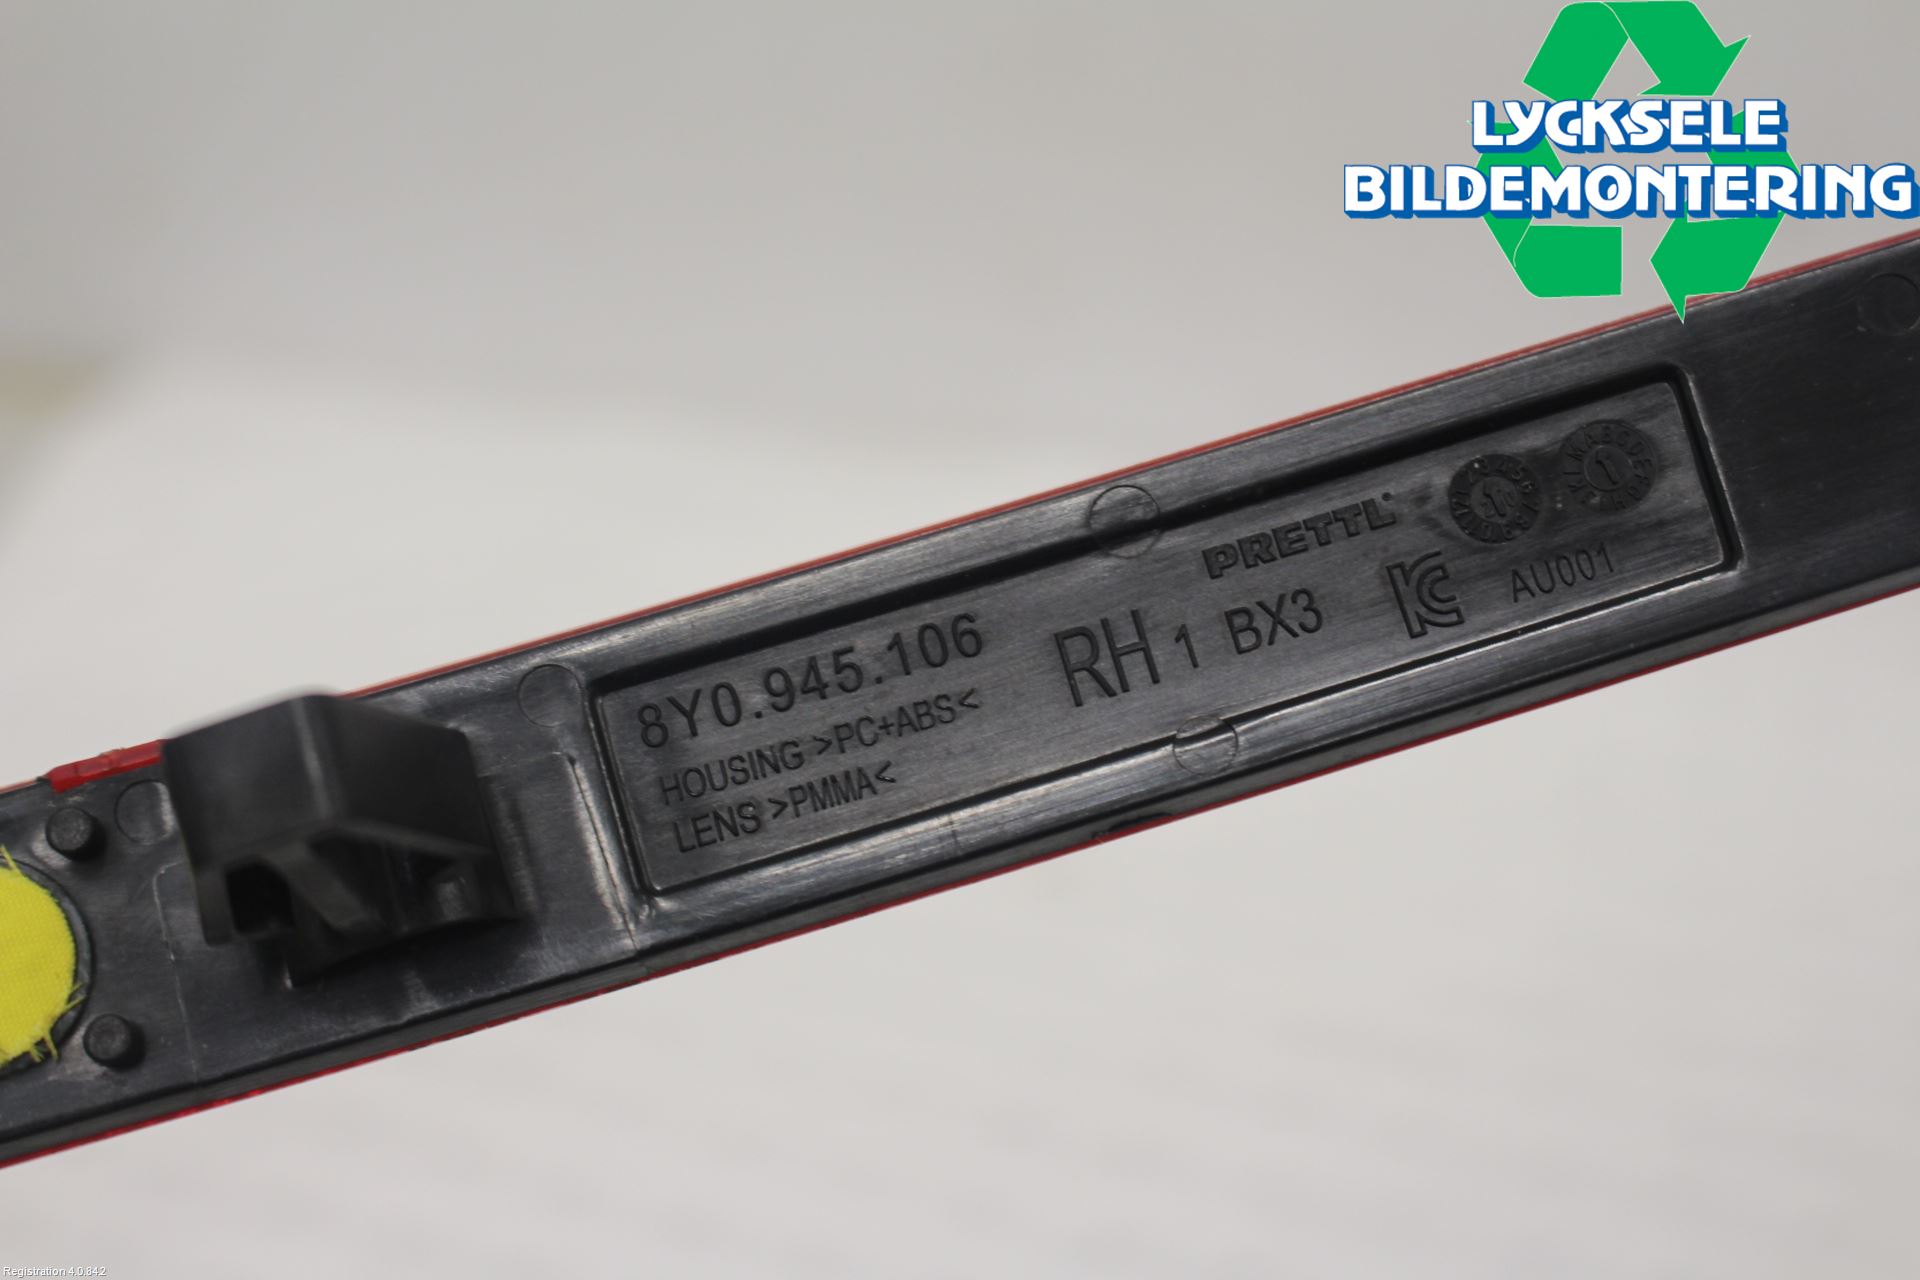 LYCKSELE
BILDEMONTERING
8Y0.945.106
HOUSING >PC+ABS<
LENS >PMMA<
RH 1 BX3
PRETTL
AU001
Registration 4.0.842